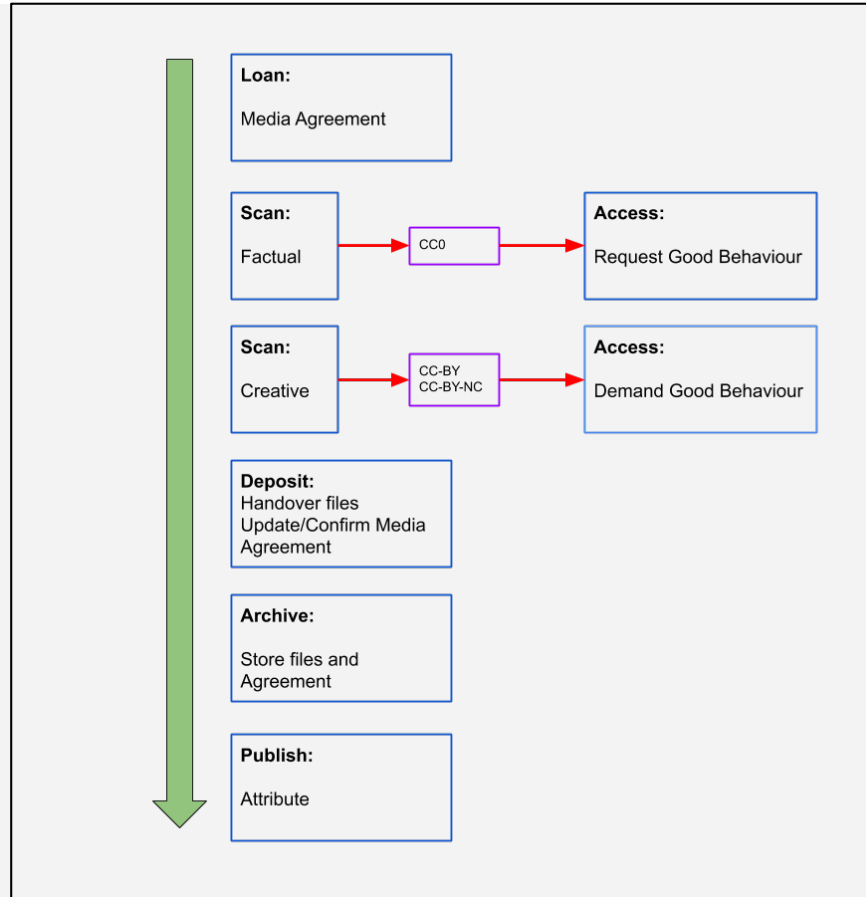 Loan:
Media Agreement
Scan:
Factual
CC0
Access:
Request Good Behaviour
Scan:
Creative
CC-BY
CC-BY-NC
Access:
Demand Good Behaviour
Deposit:
Handover files
Update/Confirm Media
Agreement
Archive:
Store files and
Agreement
Publish:
Attribute